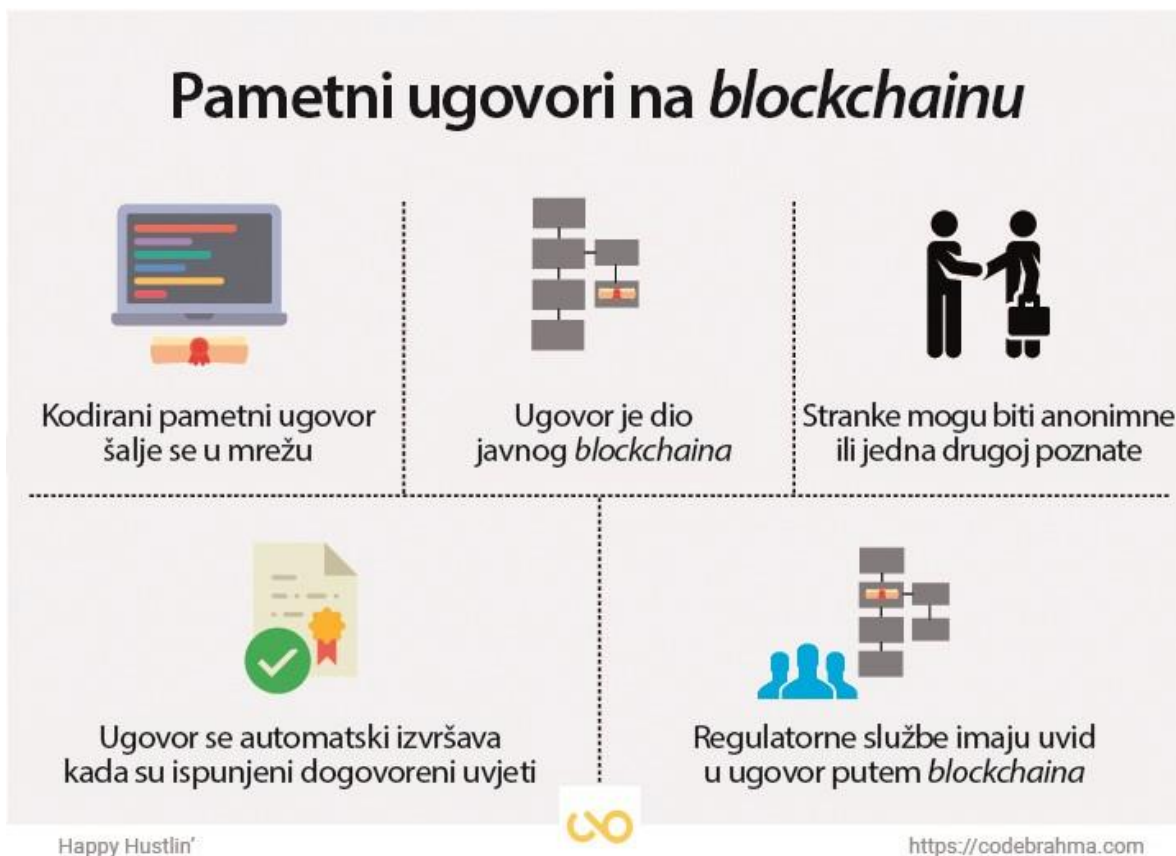 Pametni ugovori na blockchainu
Kodirani pametni ugovor
šalje se u mrežu
Ugovor je dio
javnog blockchaina
Stranke mogu biti anonimne
ili jedna drugoj poznate
Ugovor se automatski izvršava
kada su ispunjeni dogovoreni uvjeti
Regulatorne službe imaju uvid
u ugovor putem blockchaina
Happy Hustlin'
https://codebrahma.com